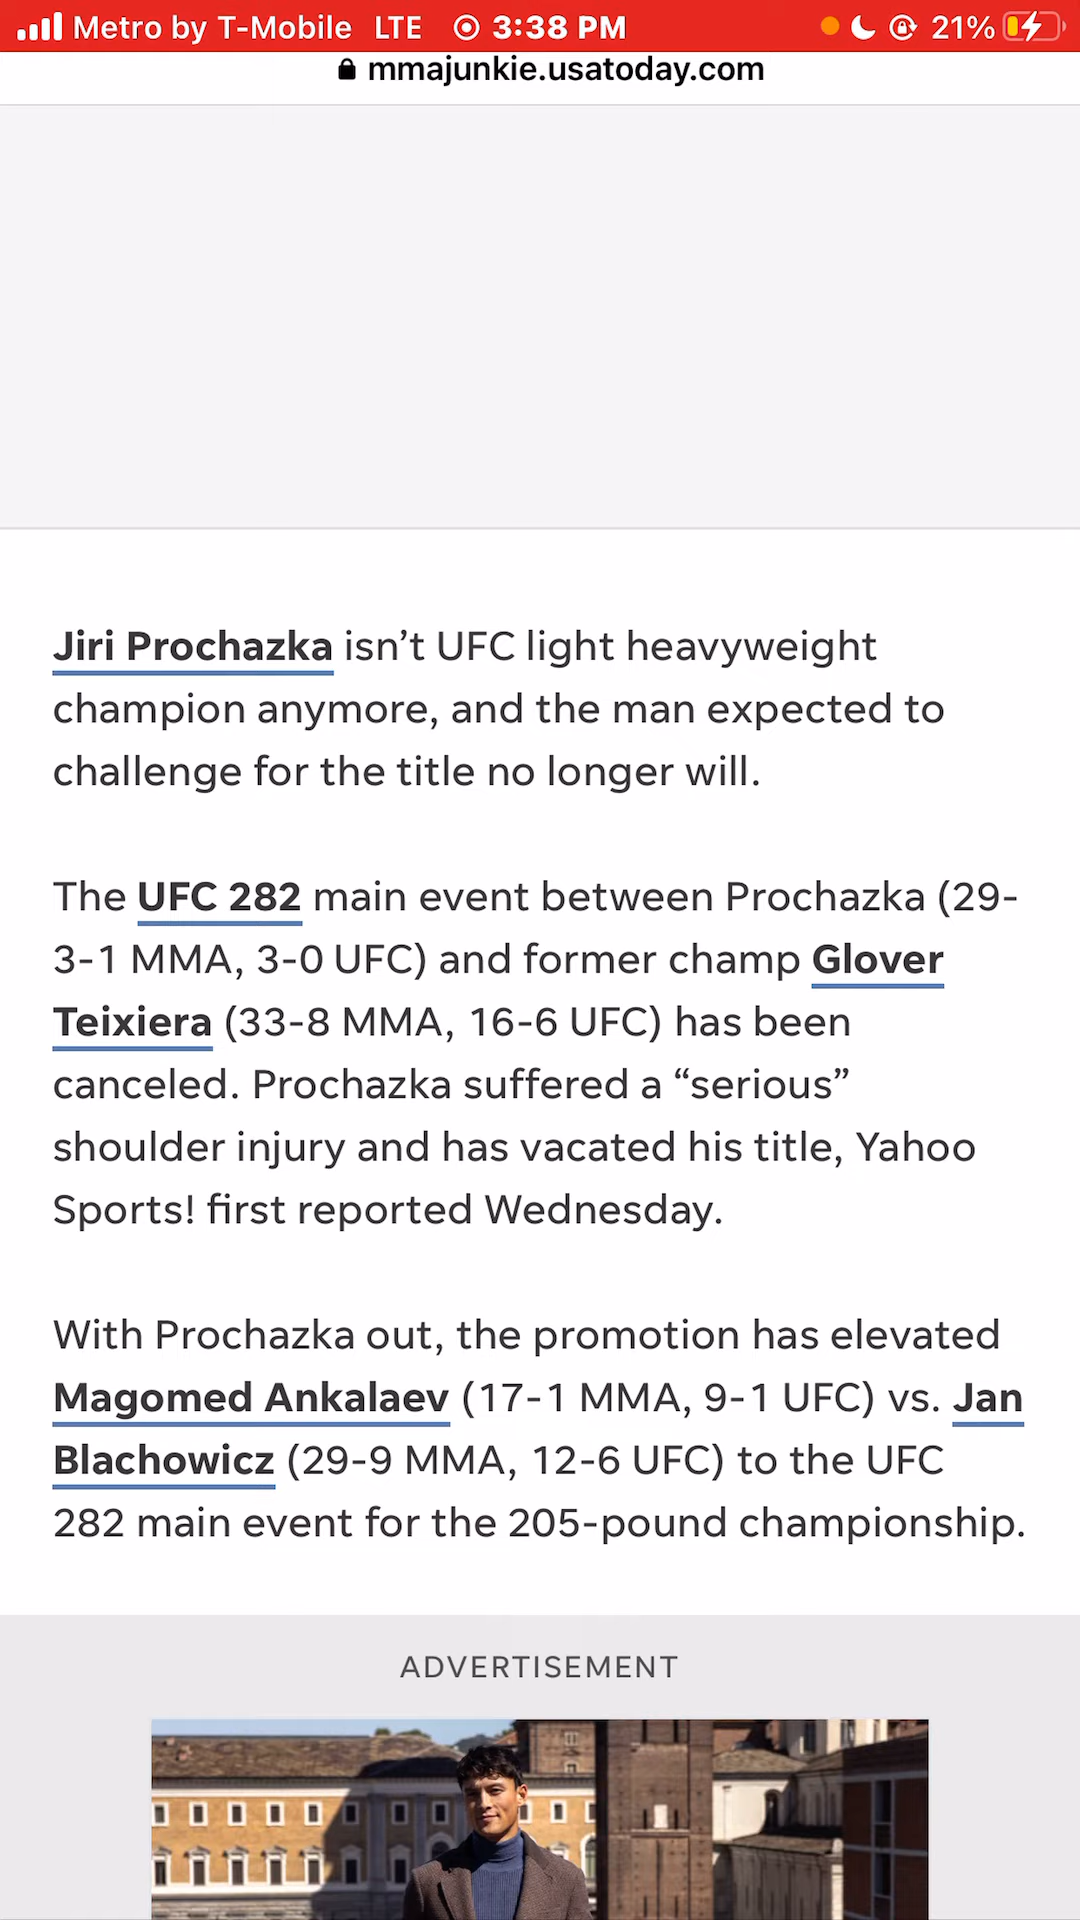 Metro by T-Mobile LTE 3:38 PM 21%
mmajunkie.usatoday.com
Jiri Prochazka isn’t UFC light heavyweight
champion anymore, and the man expected to
challenge for the title no longer will.
The UFC 282 main event between Prochazka (29-
3-1 MMA, 3-0 UFC) and former champ Glover
Teixiera (33-8 MMA, 16-6 UFC) has been
canceled. Prochazka suffered a “serious”
shoulder injury and has vacated his title, Yahoo
Sports! first reported Wednesday.
With Prochazka out, the promotion has elevated
Magomed Ankalaev (17-1 MMA, 9-1 UFC) vs. Jan
Blachowicz (29-9 MMA, 12-6 UFC) to the UFC
282 main event for the 205-pound championship.
ADVERTISEMENT